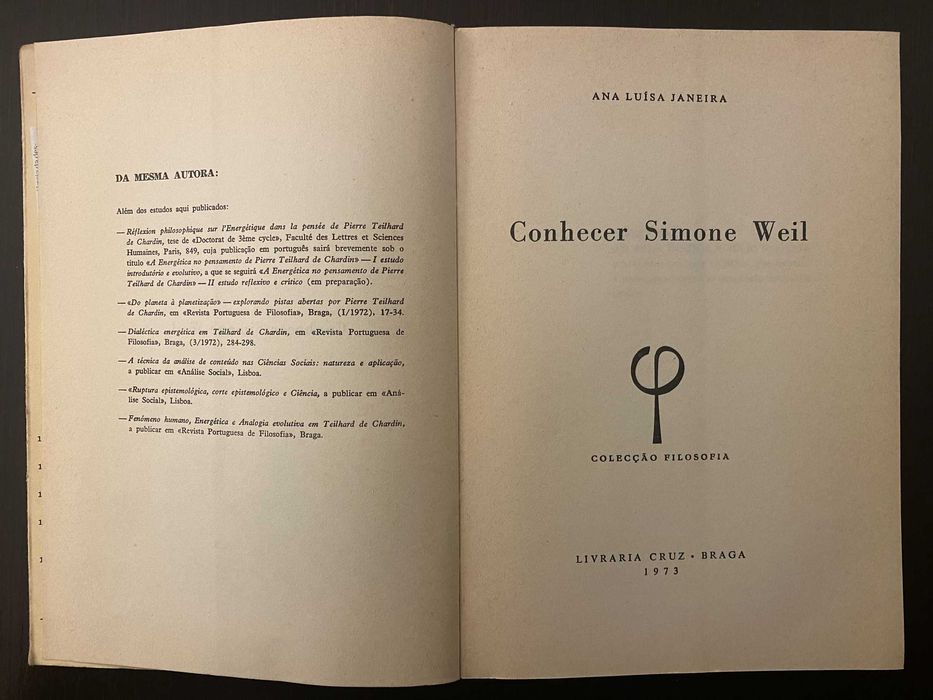 DA MESMA AUTORA:
Além dos estudos aqui publicados:
— Réflexion philosophique sur l'Energétique dans la pensée de Pierre Teilhard
de Chardin, tese de «Doctorat de 3ème cycle», Faculté des Lettres et Sciences
Humaines, Paris, 849, cuja publicação em português sairá brevemente sob o
título «A Energética no pensamento de Pierre Teilhard de Chardin» — I estudo
introdutório e evolutivo, a que se seguirá «A Energética no pensamento de Pierre
Teilhard de Chardin» — II estudo reflexivo e crítico (em preparação).
— «Do planeta à planetização» — explorando pistas abertas por Pierre Teilhard
de Chardin, em «Revista Portuguesa de Filosofia», Braga, (I/1972), 17-34.
— Dialéctica energética em Teilhard de Chardin, em «Revista Portuguesa de
Filosofia», Braga, (3/1972), 284-298.
— A técnica da análise de conteúdo nas Ciências Sociais: natureza e aplicação,
a publicar em «Análise Social», Lisboa.
— «Ruptura epistemológica, corte epistemológico e Ciência, a publicar em «Aná-
lise Social», Lisboa.
— Fenómeno humano, Energética e Analogia evolutiva em Teilhard de Chardin,
a publicar em «Revista Portuguesa de Filosofia», Braga.
1
1
1
1
ANA LUÍSA JANEIRA
Conhecer Simone Weil
φ
COLECÇÃO FILOSOFIA
LIVRARIA CRUZ • BRAGA
1973